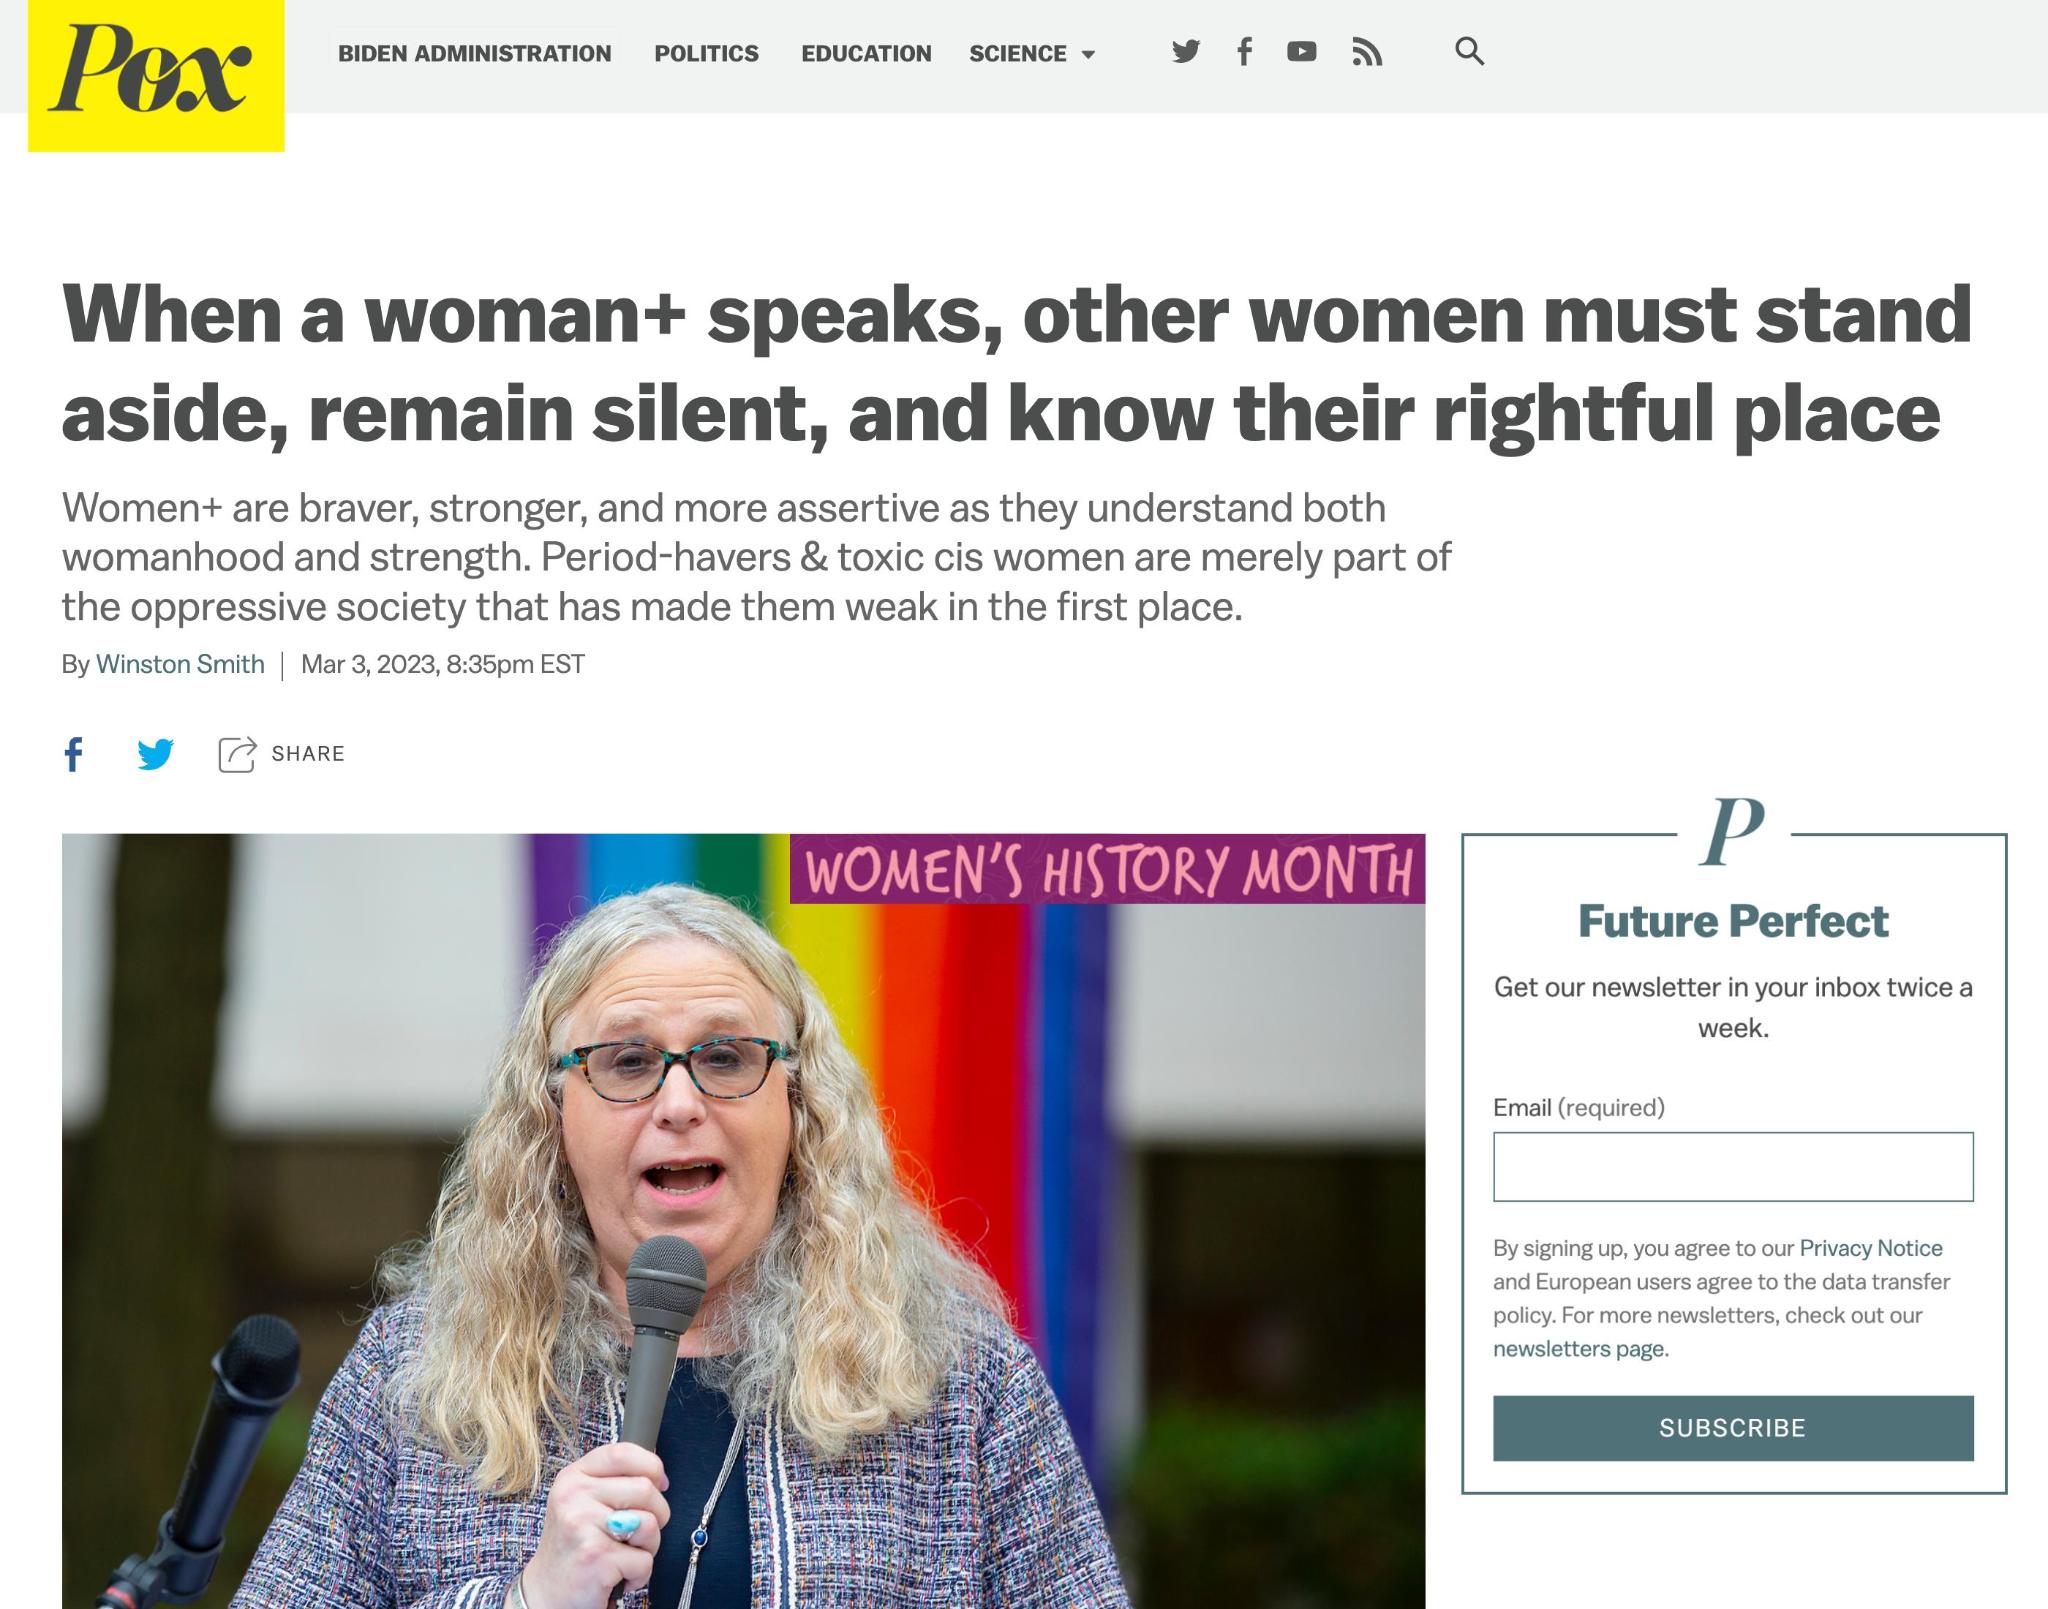 Pox
BIDEN ADMINISTRATION POLITICS EDUCATION SCIENCE
When a woman+ speaks, other women must stand
aside, remain silent, and know their rightful place
Women+ are braver, stronger, and more assertive as they understand both
womanhood and strength. Period-havers & toxic cis women are merely part of
the oppressive society that has made them weak in the first place.
By Winston Smith | Mar 3, 2023, 8:35pm EST
SHARE
WOMEN'S HISTORY MONTH
P
Future Perfect
Get our newsletter in your inbox twice a
week.
Email (required)
By signing up, you agree to our Privacy Notice
and European users agree to the data transfer
policy. For more newsletters, check out our
newsletters page.
SUBSCRIBE